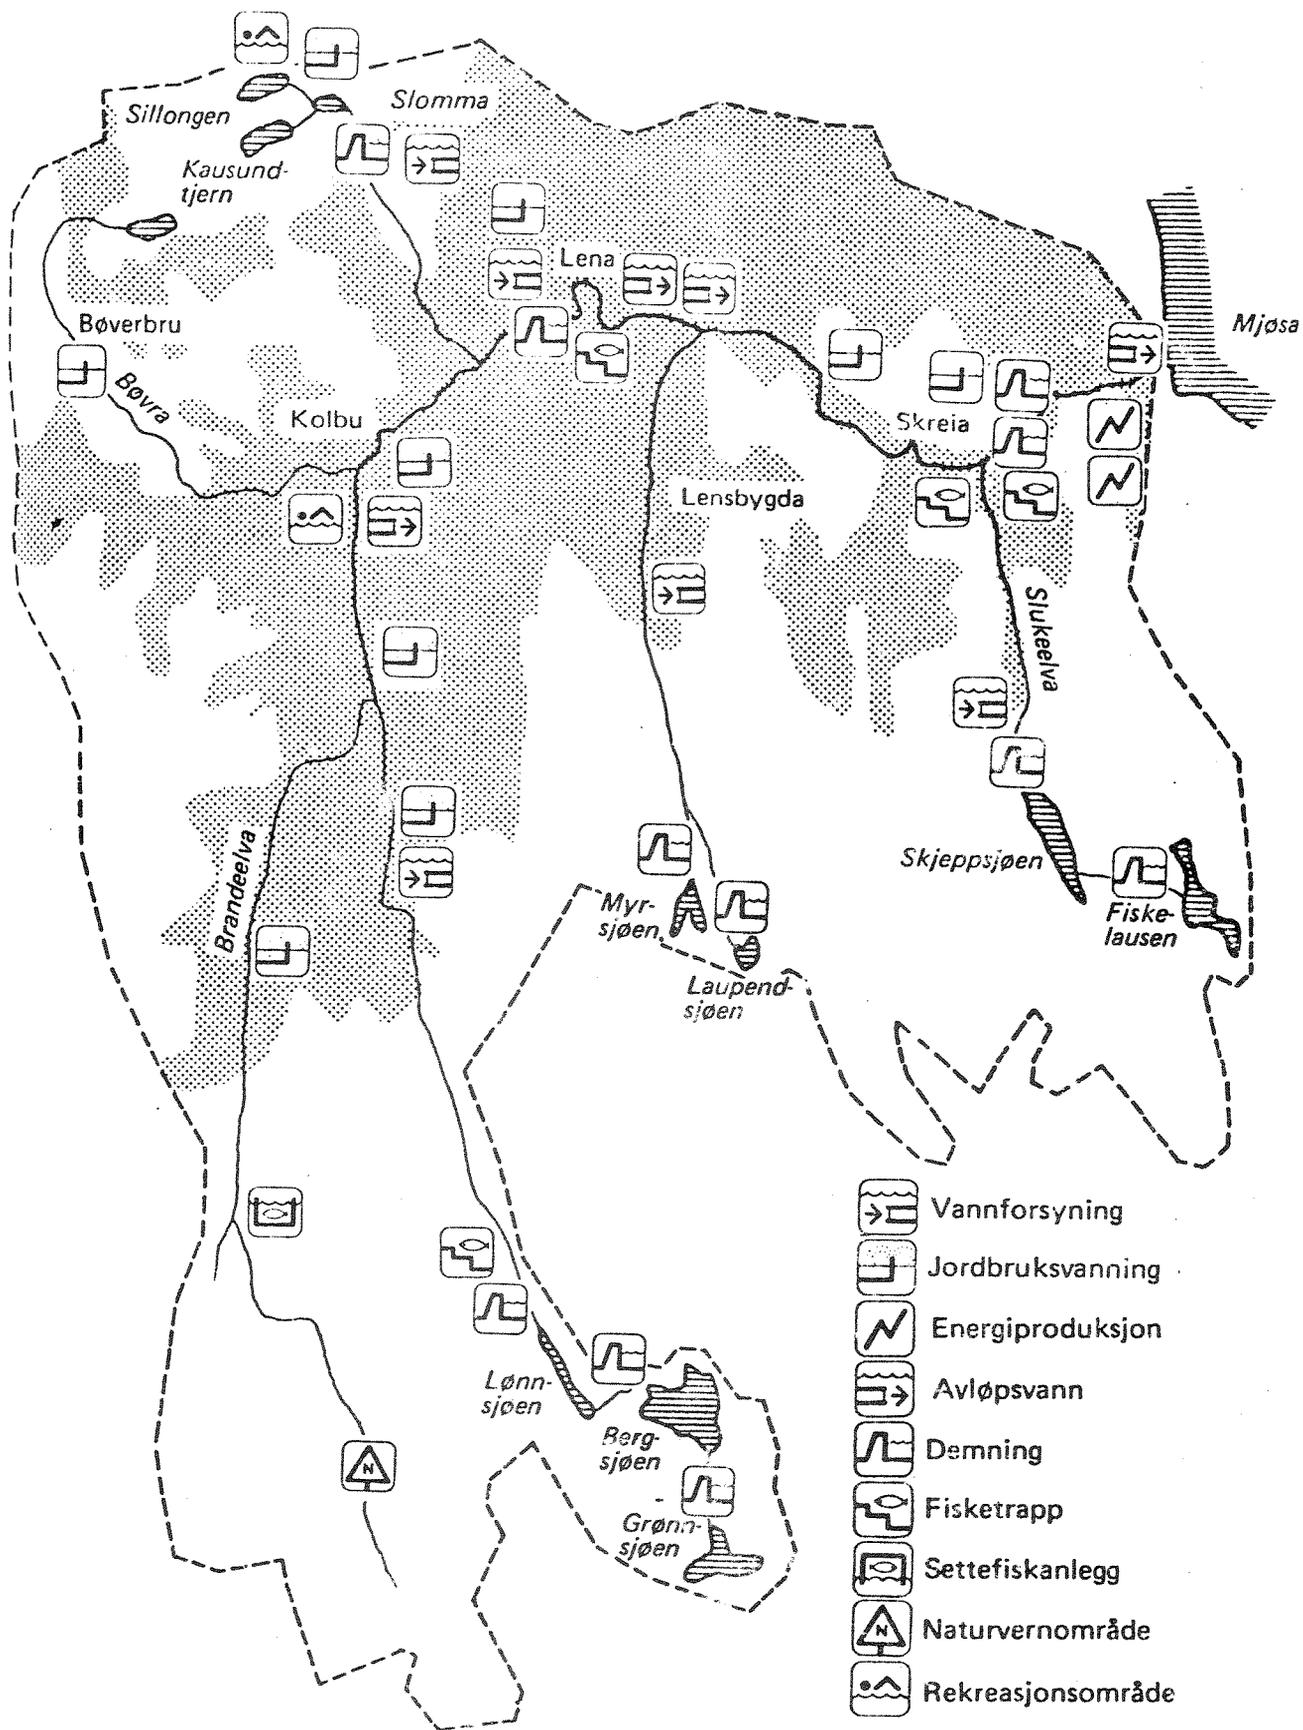 Sillongen
Slomma
Kausund-
tjern
Lena
Mjøsa
Bøverbru
Bøvra
Kolbu
Skreia
Lensbygda
Slukeelva
Brandeelva
Skjeppsjøen
Myr-
sjøen
Fiske-
lausen
Laupend-
sjøen
Lønn-
sjøen
Berg-
sjøen
Grønn-
sjøen
N
Vannforsyning
Jordbruksvanning
Energiproduksjon
Avløpsvann
Demning
Fisketrapp
Settefiskanlegg
N Naturvernområde
Rekreasjonsområde